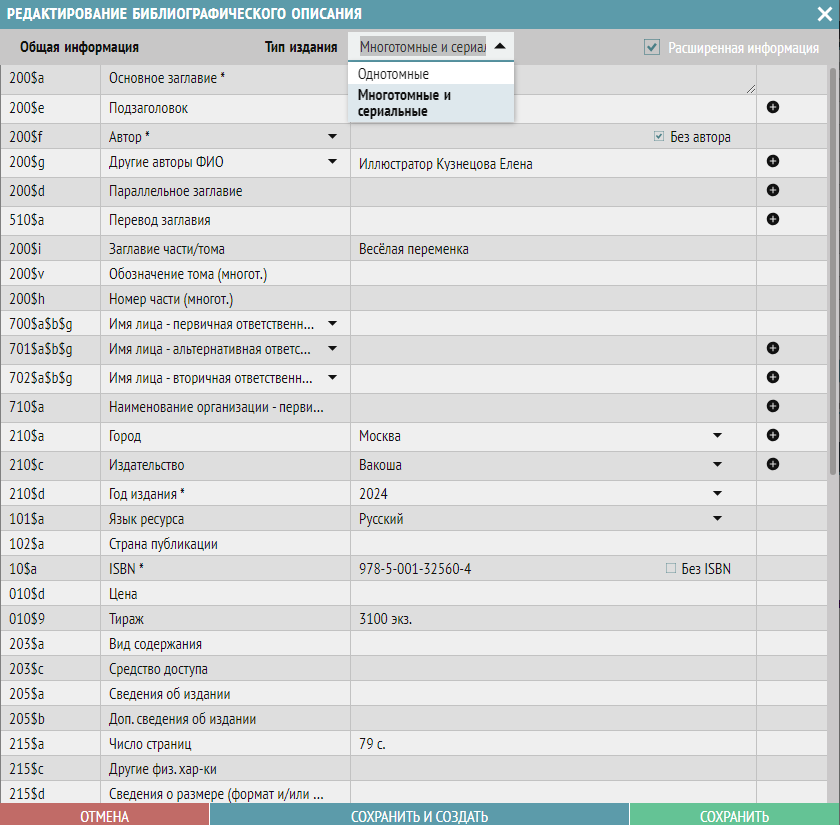 РЕДАКТИРОВАНИЕ БИБЛИОГРАФИЧЕСКОГО ОПИСАНИЯ
Общая информация Тип издания Многотомные и сериал Расширенная информация
Однотомные
Многотомные и
сериальные
200$a Основное заглавие *
200$e Подзаголовок
200$f Автор * Без автора
200$g Другие авторы ФИО Иллюстратор Кузнецова Елена
200$d Параллельное заглавие
510$a Перевод заглавия
200$i Заглавие части/тома Весёлая переменка
200$v Обозначение тома (многот.)
200$h Номер части (многот.)
700$a$b$g Имя лица - первичная ответственн...
701$a$b$g Имя лица - альтернативная ответс...
702$a$b$g Имя лица - вторичная ответственн...
710$a Наименование организации - перви...
210$a Город Москва
210$c Издательство Вакоша
210$d Год издания * 2024
101$a Язык ресурса Русский
102$a Страна публикации
10$a ISBN * 978-5-001-32560-4 Без ISBN
010$d Цена
010$9 Тираж 3100 экз.
203$a Вид содержания
203$c Средство доступа
205$a Сведения об издании
205$b Доп. сведения об издании
215$a Число страниц 79 с.
215$c Другие физ. хар-ки
215$d Сведения о размере (формат и/или ...
ОТМЕНА СОХРАНИТЬ И СОЗДАТЬ СОХРАНИТЬ